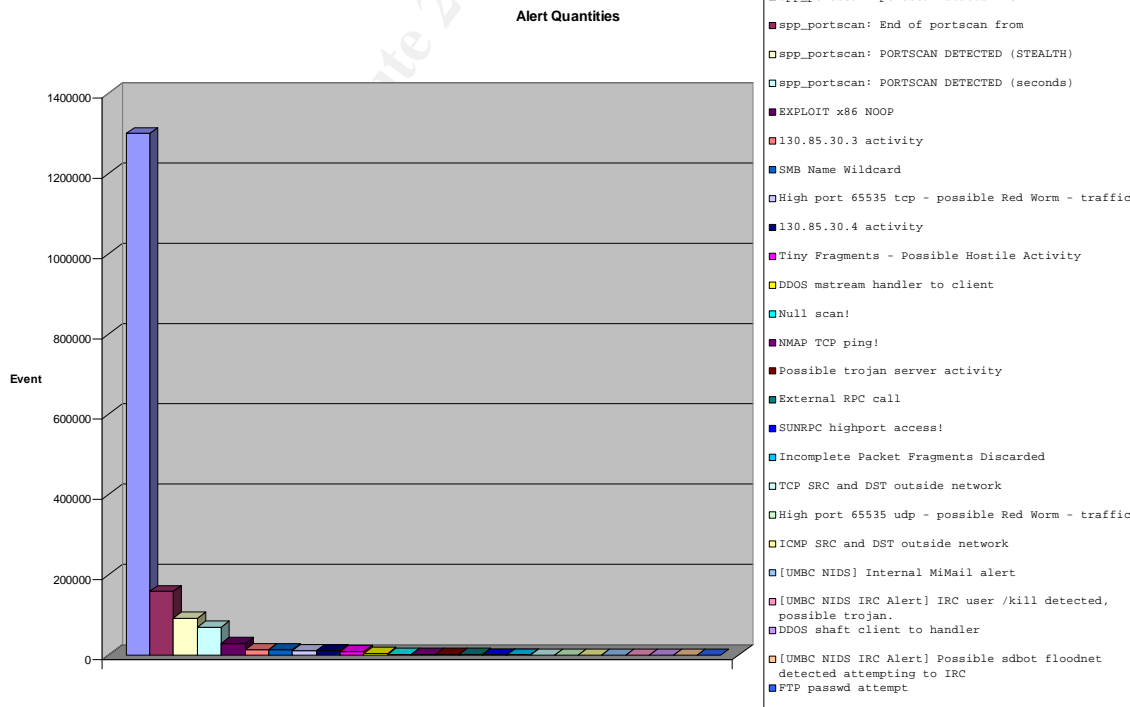 Alert Quantities
1400000
1200000
1000000
800000
600000
400000
200000
0
Event
spp_portscan: End of portscan from
spp_portscan: PORTSCAN DETECTED (STEALTH)
spp_portscan: PORTSCAN DETECTED (seconds)
EXPLOIT x86 NOOP
130.85.30.3 activity
SMB Name Wildcard
High port 65535 tcp - possible Red Worm - traffic
130.85.30.4 activity
Tiny Fragments - Possible Hostile Activity
DDOS mstream handler to client
Null scan!
NMAP TCP ping!
Possible trojan server activity
External RPC call
SUNRPC highport access!
Incomplete Packet Fragments Discarded
TCP SRC and DST outside network
High port 65535 udp - possible Red Worm - traffic
ICMP SRC and DST outside network
[UMBC NIDS] Internal MiMail alert
[UMBC NIDS IRC Alert] IRC user /kill detected,
possible trojan.
DDOS shaft client to handler
[UMBC NIDS IRC Alert] Possible sdbot floodnet
detected attempting to IRC
FTP passwd attempt